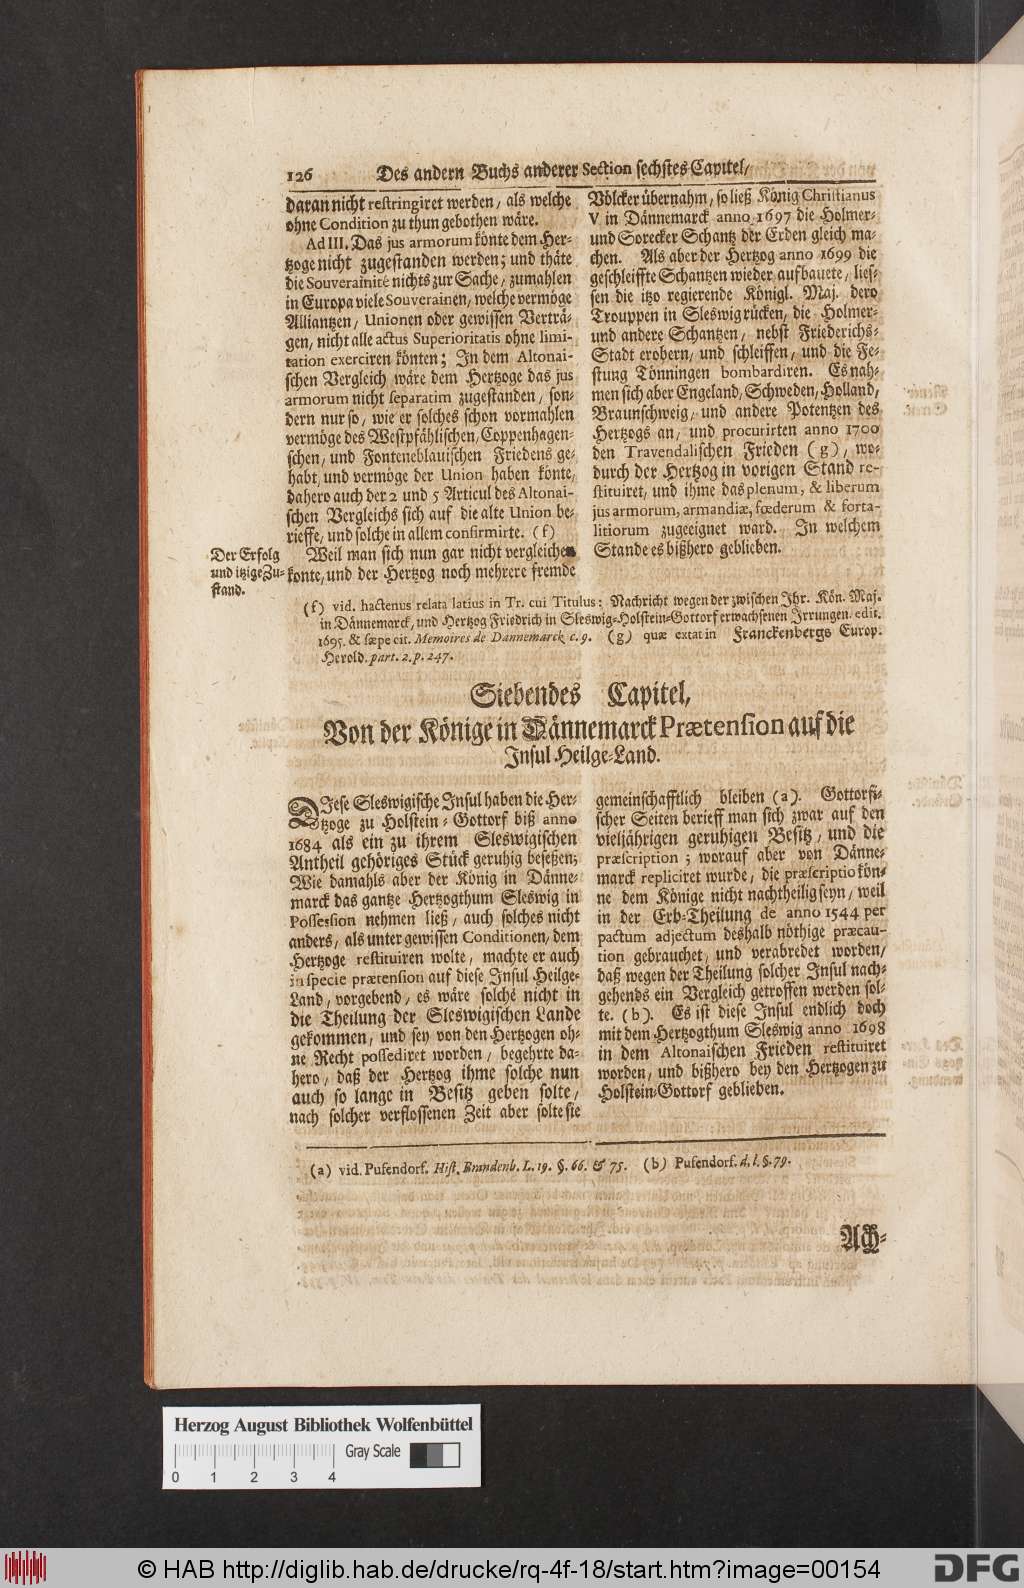 126 Des andern Buchs anderer Section sechstes Capitel,
daran nicht restringiret werden, als welche
ohne Condition zu thun gebothen wäre.
Ad III. Das jus armorum könte dem Her-
tzoge nicht zugestanden werden; und thäte
die Souverainité nichts zur Sache, zumahlen
in Europa viele Souverainen, welche vermöge
Alliantzen, Unionen oder gewissen Verträ-
gen, nicht alle actus Superioritatis ohne limi-
tation exerciren könten; In dem Altonai-
schen Vergleich wäre dem Hertzoge das jus
armorum nicht separatim zugestanden, son-
dern nur so, wie er solches schon vormahlen
vermöge des Westpfählischen, Coppenhagen-
schen, und Fonteneblauischen Friedens ge-
habt, und vermöge der Union haben könte,
dahero auch der 2 und 5 Articul des Altonai-
schen Vergleichs sich auf die alte Union be-
rieffe, und solche in allem confirmirte. (f)
Der Erfolg
und itzige Zu-
stand.
Weil man sich nun gar nicht vergleichen
konte, und der Hertzog noch mehrere fremde
Völcker übernahm, so ließ König Christianus
V in Dännemarck anno 1697 die Holmer-
und Sorecker Schantz der Erden gleich ma-
chen. Als aber der Hertzog anno 1699 die
geschleiffte Schantzen wieder aufbauete, lies-
sen die itzo regierende Königl. Maj. dero
Trouppen in Sleswig rücken, die Holmer-
und andere Schantzen, nebst Friederichs-
Stadt erobern, und schleiffen, und die Fe-
stung Tönningen bombardiren. Es nah-
men sich aber Engeland, Schweden, Holland,
Braunschweig, und andere Potentzen des
Hertzogs an, und procurirten anno 1700
den Travendalischen Frieden (g), wo-
durch der Hertzog in vorigen Stand re-
stituiret, und ihme das plenum, & liberum
jus armorum, armandiæ, fœderum & forta-
litiorum zugeeignet ward. In welchem
Stande es bißhero geblieben.
(f) vid. hactenus relata latius in Tr. cui Titulus: Nachricht wegen der zwischen Ihr. Kön. Maj.
in Dännemarck, und Hertzog Friedrich in Sleswig-Holstein-Gottorf erwachsenen Irrungen. edit.
1695. & sæpe cit. Memoires de Dannemarck c. 9. (g) quæ extat in Franckenbergs Europ.
Herold. part. 2. p. 247.
Siebendes Capitel,
Von der Könige in Dännemarck Prætension auf die
Insul Heilge-Land.
DIese Sleswigische Insul haben die Her-
tzoge zu Holstein-Gottorf biß anno
1684 als ein zu ihrem Sleswigischen
Antheil gehöriges Stück geruhig beseßen;
Wie damahls aber der König in Dänne-
marck das gantze Hertzogthum Sleswig in
Possession nehmen ließ, auch solches nicht
anders, als unter gewissen Conditionen, dem
Hertzoge restituiren wolte, machte er auch
in specie prætension auf diese Insul Heilge-
Land, vorgebend, es wäre solche nicht in
die Theilung der Sleswigischen Lande
gekommen, und sey von den Hertzogen oh-
ne Recht possediret worden, begehrte da-
hero, daß der Hertzog ihme solche nun
auch so lange in Besitz geben solte,
nach solcher verflossenen Zeit aber solte sie
gemeinschafftlich bleiben (a). Gottorfi-
scher Seiten berieff man sich zwar auf den
vieljährigen geruhigen Besitz, und die
præscription; worauf aber von Dänne-
marck repliciret wurde, die præscriptio kön-
ne dem Könige nicht nachtheilig seyn, weil
in der Erb-Theilung de anno 1544 per
pactum adjectum deshalb nöthige præcau-
tion gebrauchet, und verabredet worden,
daß wegen der Theilung solcher Insul nach-
gehends ein Vergleich getroffen werden sol-
te. (b). Es ist diese Insul endlich doch
mit dem Hertzogthum Sleswig anno 1698
in dem Altonaischen Frieden restituiret
worden, und bißhero bey den Hertzogen zu
Holstein-Gottorf geblieben.
(a) vid. Pufendorf. Hist. Brandenb. L. 19. §. 66. & 75. (b) Pufendorf. d. l. §. 79.
Ach-
Herzog August Bibliothek Wolfenbüttel
Gray Scale
0 1 2 3 4
© HAB http://diglib.hab.de/drucke/rq-4f-18/start.htm?image=00154
DFG